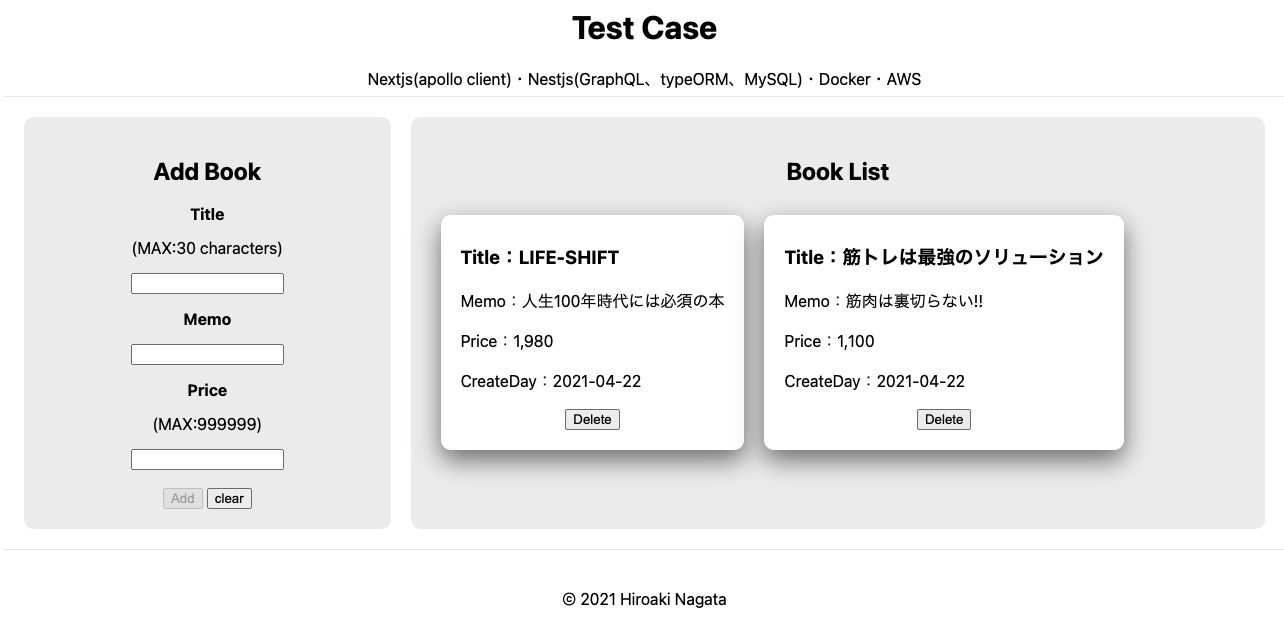 Test Case
Nextjs(apollo client)・Nestjs(GraphQL、typeORM、MySQL)・Docker・AWS
Add Book
Title
(MAX:30 characters)
Memo
Price
(MAX:999999)
Add clear
Book List
Title：LIFE-SHIFT
Memo：人生100年時代には必須の本
Price：1,980
CreateDay：2021-04-22
Delete
Title：筋トレは最強のソリューション
Memo：筋肉は裏切らない!!
Price：1,100
CreateDay：2021-04-22
Delete
© 2021 Hiroaki Nagata